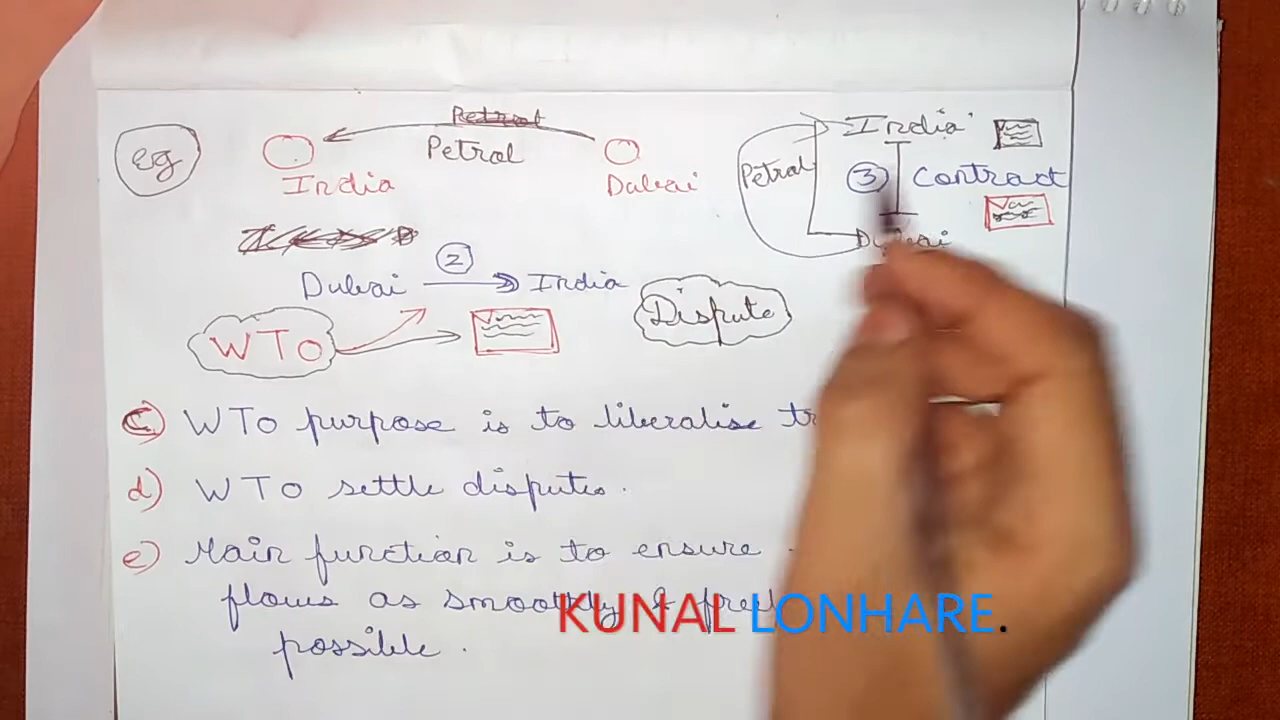 eg
Petrol
India
Dubai
India
Petrol
3
Contract
Dubai
2
Dubai
India
WTO
Dispute
c) WTO purpose is to liberalise
d) WTO settle disputes.
e) Main function is to ensure
flows as smoothly &
possible.
KUNAL LONHARE.